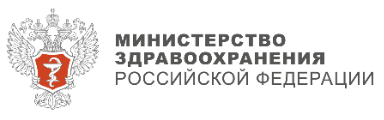 МИНИСТЕРСТВО
ЗДРАВООХРАНЕНИЯ
РОССИЙСКОЙ ФЕДЕРАЦИИ